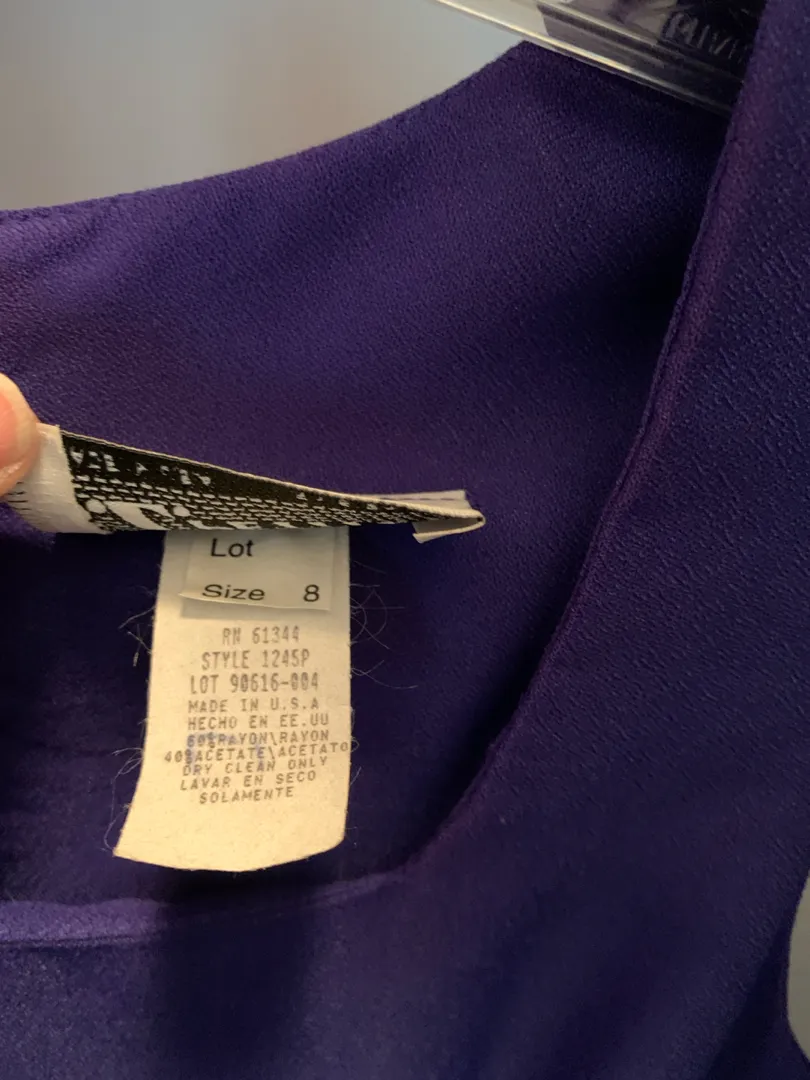 Lot
Size 8
RN 61344
STYLE 1245P
LOT 90616-004
MADE IN U.S.A
HECHO EN EE.UU
60%RAYON\RAYON
40%ACETATE\ACETATO
DRY CLEAN ONLY
LAVAR EN SECO
SOLAMENTE